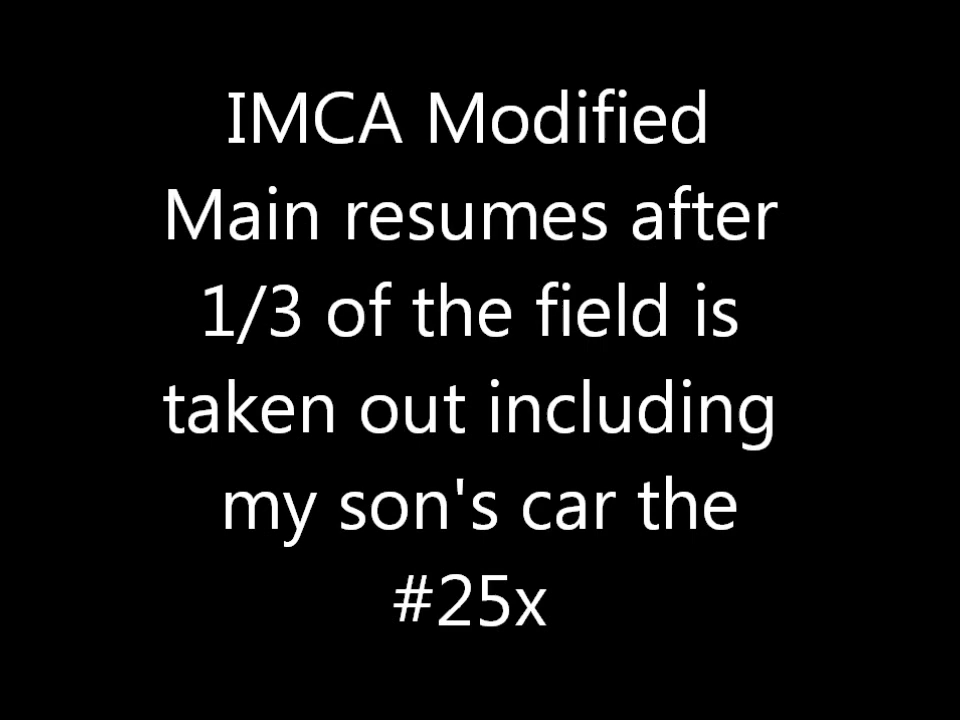 IMCA Modified
Main resumes after
1/3 of the field is
taken out including
my son's car the
#25x